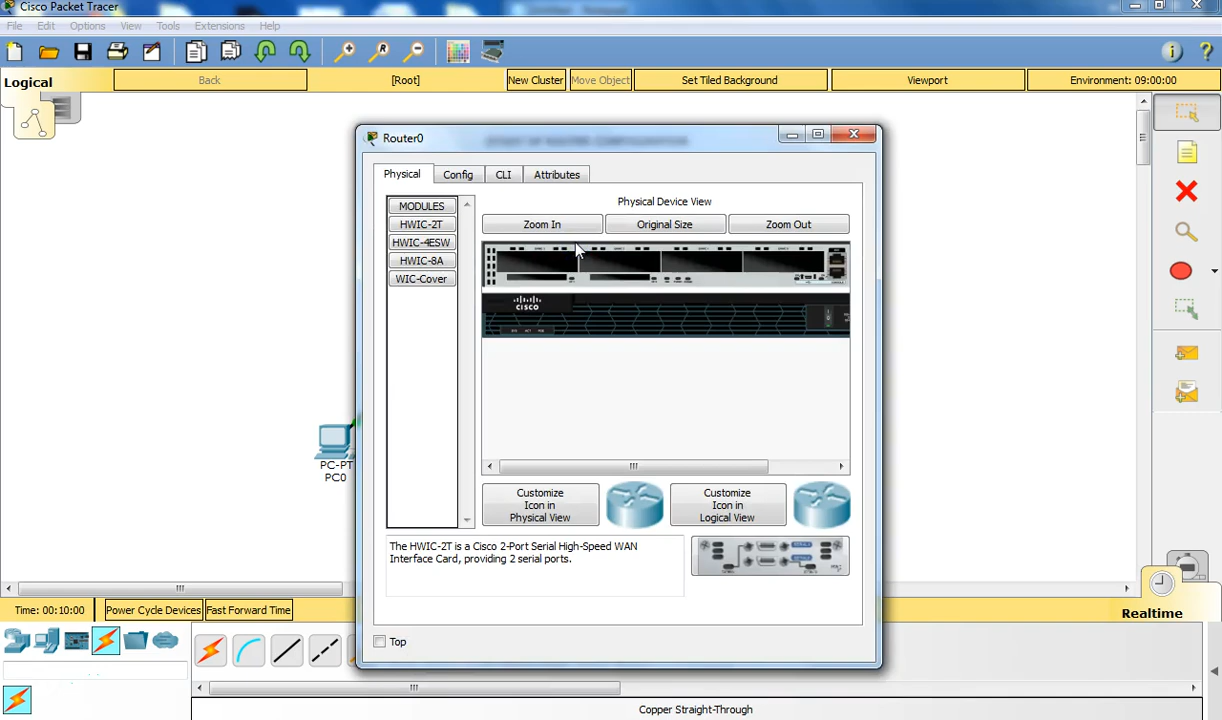 Cisco Packet Tracer
File Edit Options View Tools Extensions Help
Logical Back [Root] New Cluster Move Object Set Tiled Background Viewport Environment: 09:00:00
Router0
Physical Config CLI Attributes
MODULES
HWIC-2T
HWIC-4ESW
HWIC-8A
WIC-Cover
Physical Device View
Zoom In Original Size Zoom Out
CISCO
Customize
Icon in
Physical View
Customize
Icon in
Logical View
The HWIC-2T is a Cisco 2-Port Serial High-Speed WAN
Interface Card, providing 2 serial ports.
Top
PC-PT
PC0
Time: 00:10:00 Power Cycle Devices Fast Forward Time
Realtime
Copper Straight-Through